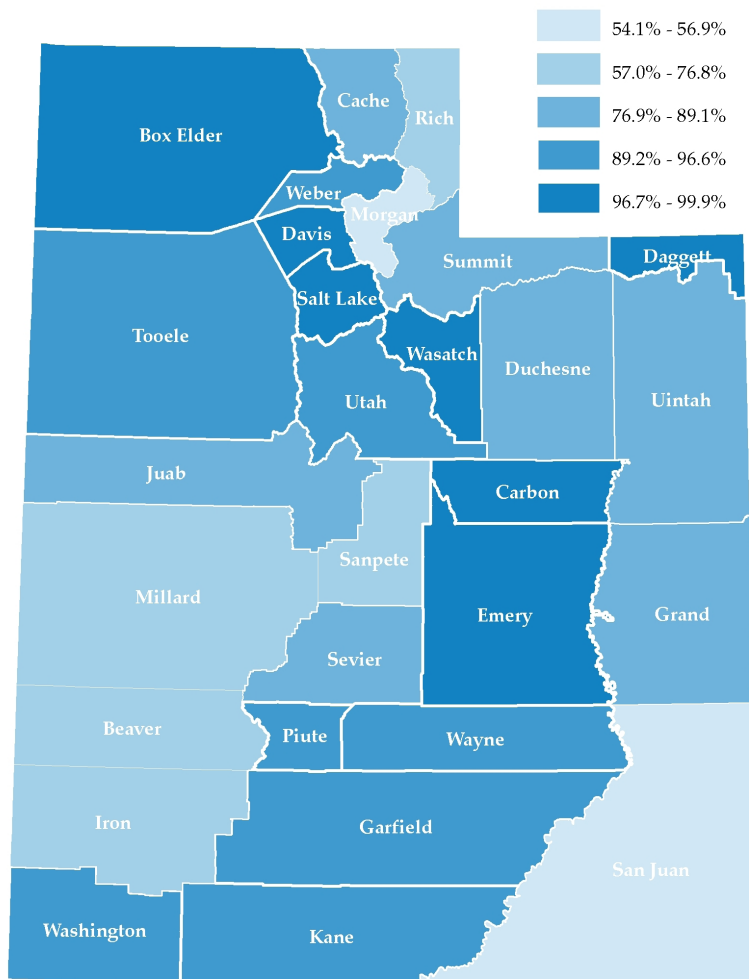 54.1% - 56.9%
57.0% - 76.8%
76.9% - 89.1%
89.2% - 96.6%
96.7% - 99.9%
Cache
Rich
Box Elder
Weber
Morgan
Davis
Summit
Daggett
Salt Lake
Tooele
Wasatch
Duchesne
Uintah
Utah
Juab
Carbon
Sanpete
Millard
Emery
Grand
Sevier
Beaver
Piute
Wayne
Iron
Garfield
San Juan
Washington
Kane